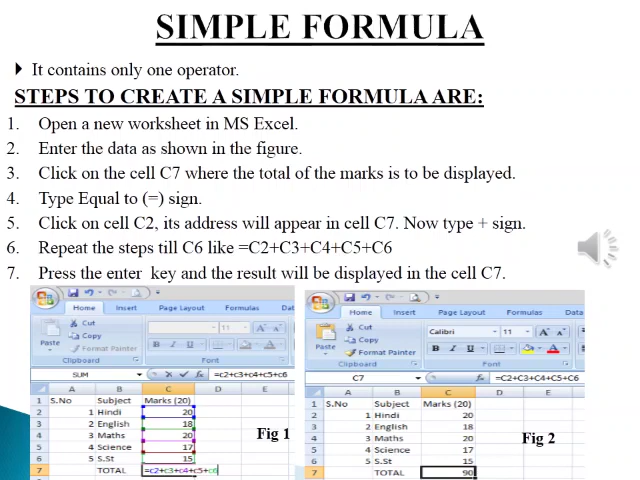 SIMPLE FORMULA
It contains only one operator.
STEPS TO CREATE A SIMPLE FORMULA ARE:
1. Open a new worksheet in MS Excel.
2. Enter the data as shown in the figure.
3. Click on the cell C7 where the total of the marks is to be displayed.
4. Type Equal to (=) sign.
5. Click on cell C2, its address will appear in cell C7. Now type + sign.
6. Repeat the steps till C6 like =C2+C3+C4+C5+C6
7. Press the enter key and the result will be displayed in the cell C7.
Home Insert Page Layout Formulas Dat
Cut
Copy
Format Painter
Paste
11 A A
B I U
Clipboard Font
SUM =c2+c3+c4+c5+c6
A B C D E
1 S.No Subject Marks (20)
2 1 Hindi 20
3 2 English 18
4 3 Maths 20
5 4 Science 17
6 5 S.St 15
7 TOTAL =c2+c3+c4+c5+c6
Fig 1
Home Insert Page Layout Formulas Data
Cut
Copy
Format Painter
Paste
Calibri 11 A A
B I U
Clipboard Font
C7 fx =C2+C3+C4+C5+C6
A B C D E
1 S.No Subject Marks (20)
2 1 Hindi 20
3 2 English 18
4 3 Maths 20
5 4 Science 17
6 5 S.St 15
7 TOTAL 90
Fig 2